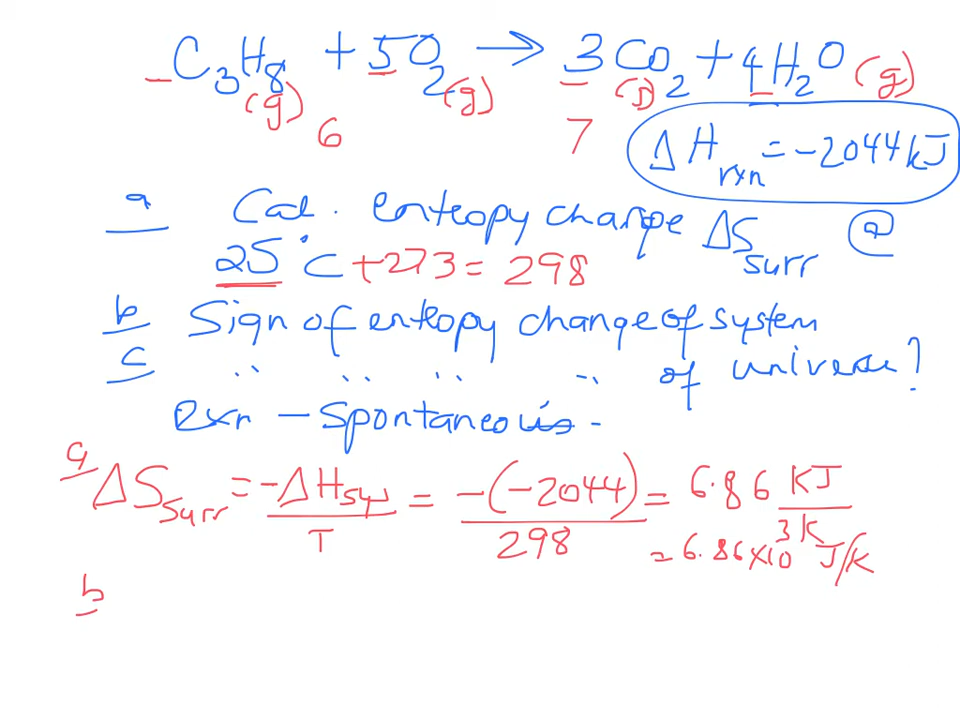 C3H8 (g) + 5O2 (g) → 3CO2 (g) + 4H2O (g)
6 7 ΔHrxn = -2044 kJ
a Cal. entropy change ΔSsurr @
25°C + 273 = 298
b Sign of entropy change of system
c " " " " of universe?
rxn - Spontaneous -
a ΔSsurr = -ΔHsys / T = -(-2044) / 298 = 6.86 KJ/K
= 6.86 x 10^3 J/K
b